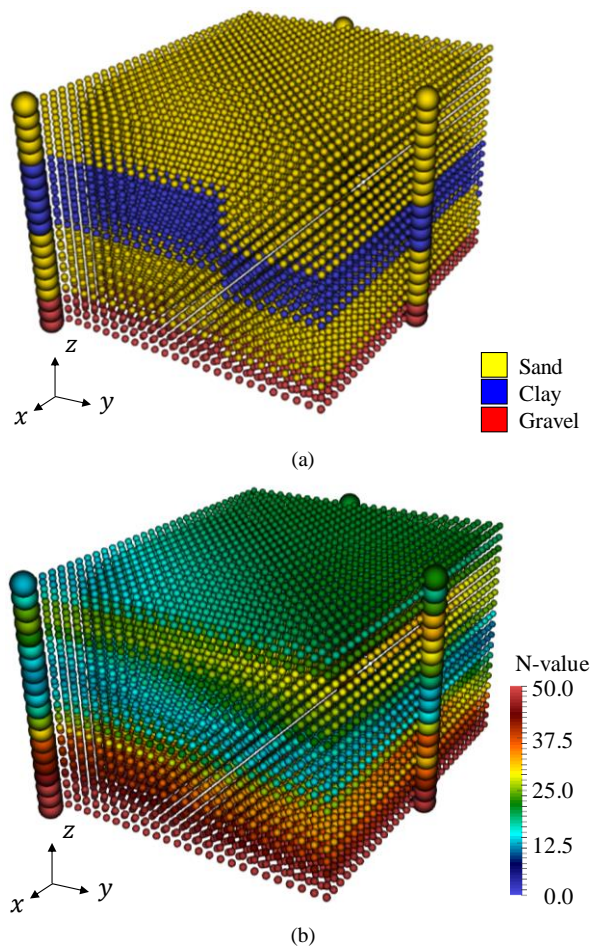 z
x
y
Sand
Clay
Gravel
(a)
N-value
50.0
37.5
25.0
12.5
0.0
z
x
y
(b)